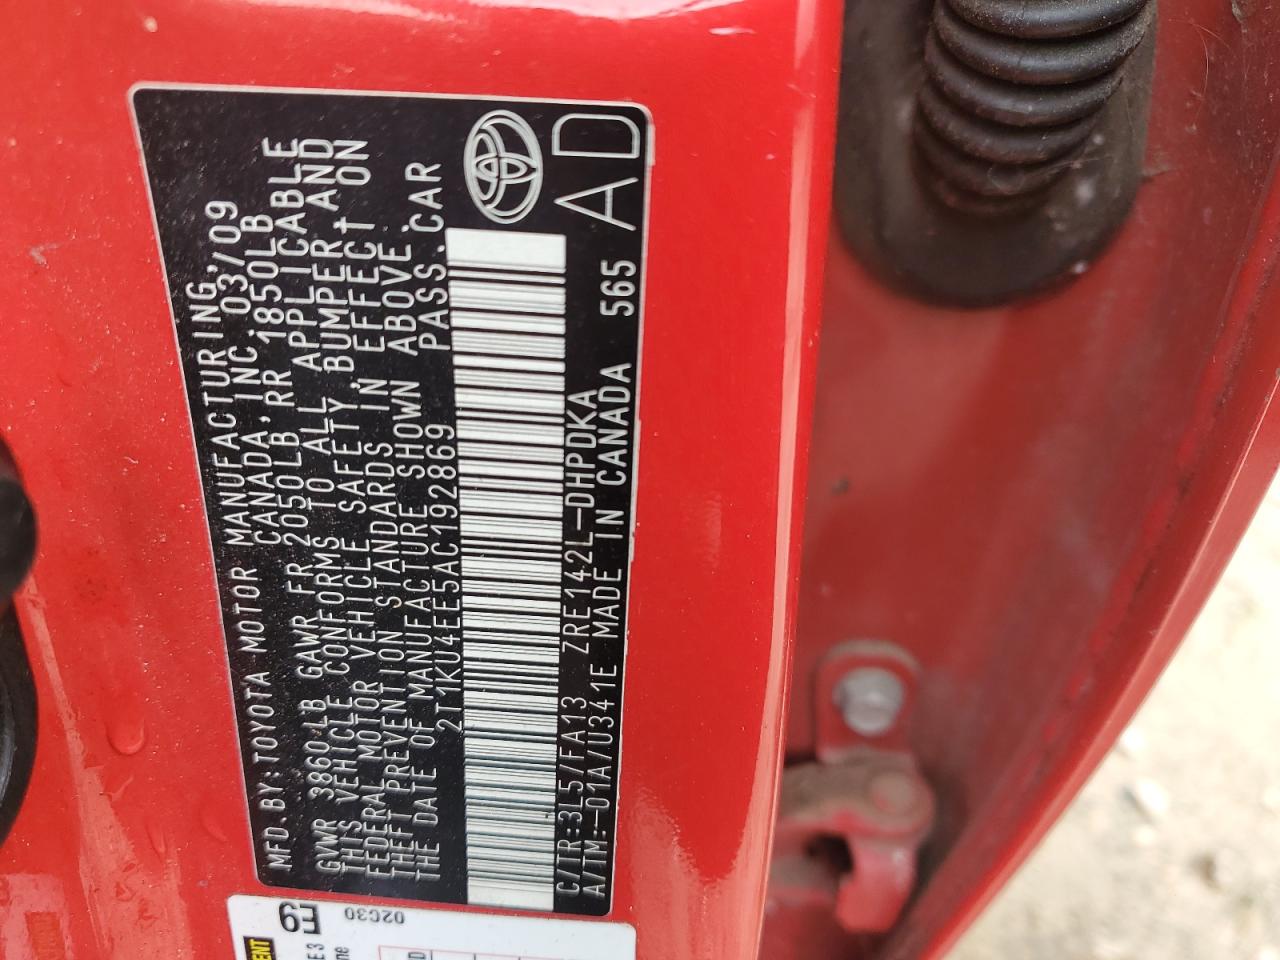 MFD.BY:TOYOTA MOTOR MANUFACTURING,
CANADA,INC. 03/09
GVWR 3860LB GAWR FR 2050LB,RR 1850LB
THIS VEHICLE CONFORMS TO ALL APPLICABLE
FEDERAL MOTOR VEHICLE SAFETY,BUMPER,AND
THEFT PREVENTION STANDARDS IN EFFECT ON
THE DATE OF MANUFACTURE SHOWN ABOVE.
2T1KU4EE5AC192869 PASS.CAR
C/TR:3L5/FA13 ZRE142L-DHPDKA
A/TM:-01A/U341E MADE IN CANADA 565
AD
02C30
E 3